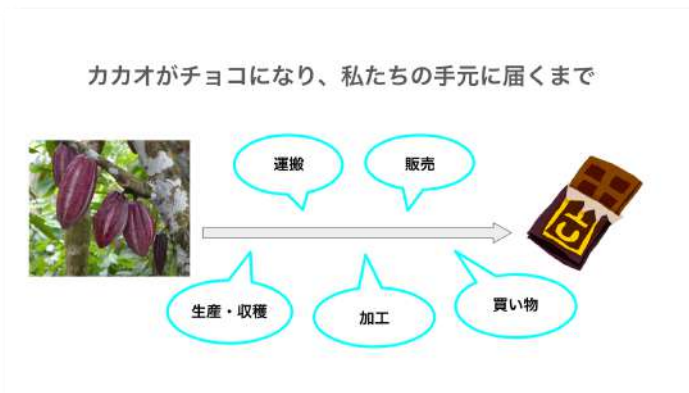 カカオがチョコになり、私たちの手元に届くまで
運搬
販売
生産・収穫
加工
買い物